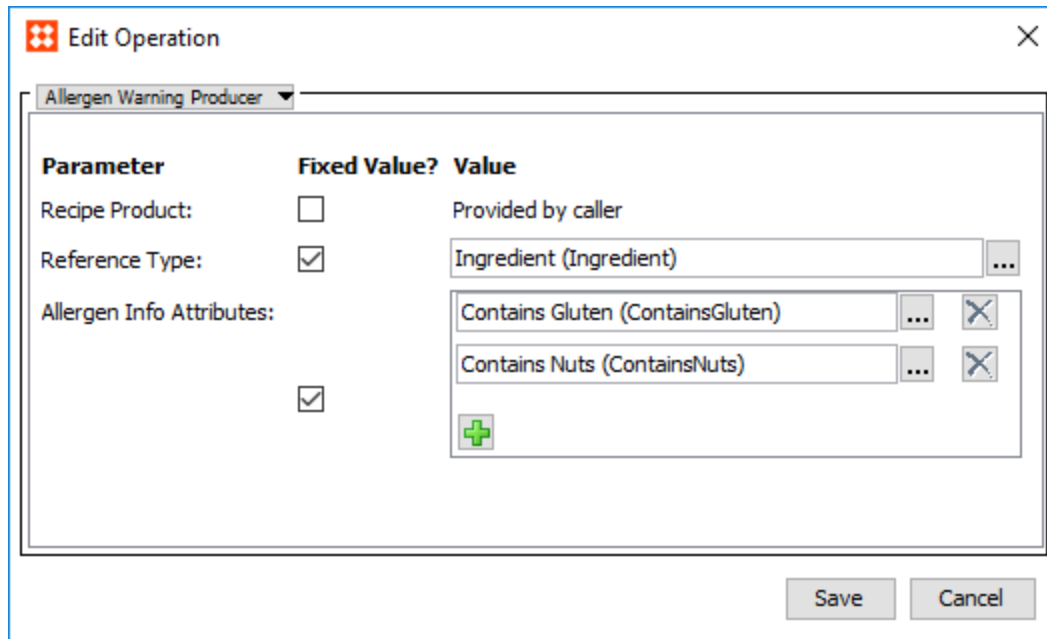 Edit Operation
Allergen Warning Producer
Parameter Fixed Value? Value
Recipe Product: Provided by caller
Reference Type: Ingredient (Ingredient) ...
Allergen Info Attributes: Contains Gluten (ContainsGluten) ...
Contains Nuts (ContainsNuts) ...
Save Cancel